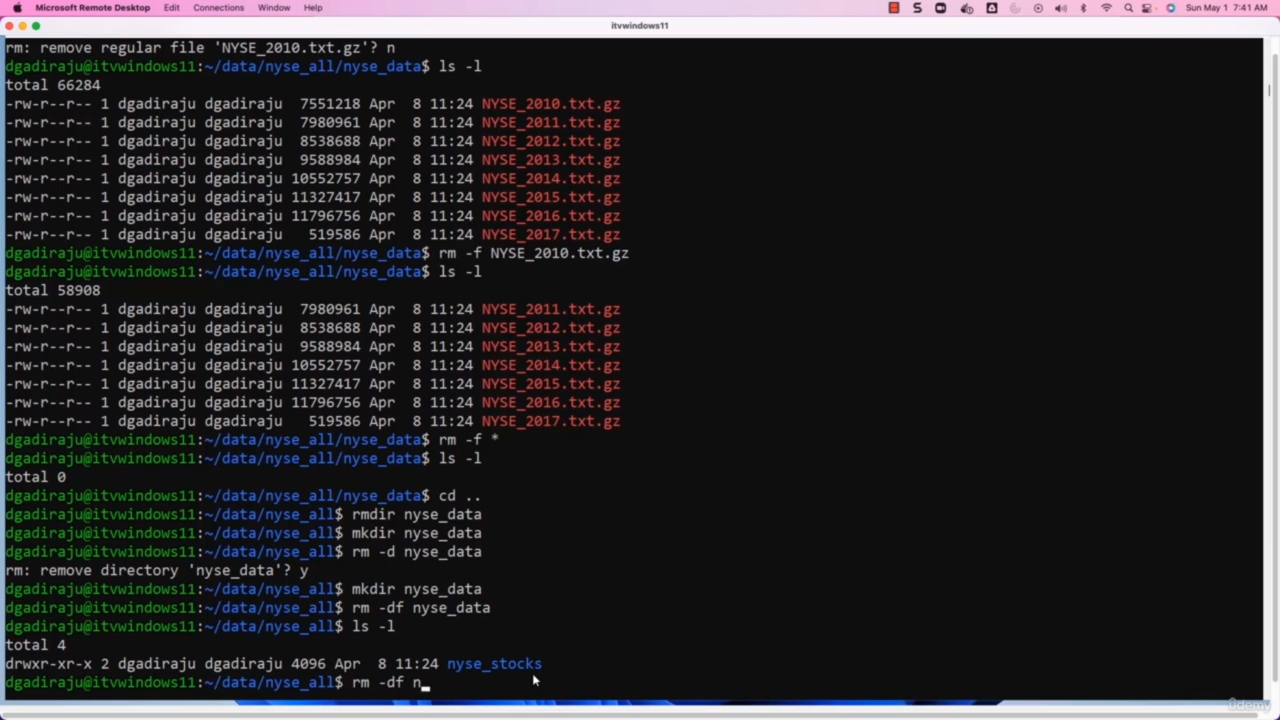 Microsoft Remote Desktop Edit Connections Window Help Sun May 1 7:41 AM
itvwindows11
rm: remove regular file 'NYSE_2010.txt.gz'? n
dgadiraju@itvwindows11:~/data/nyse_all/nyse_data$ ls -l
total 66284
-rw-r--r-- 1 dgadiraju dgadiraju  7551218 Apr  8 11:24 NYSE_2010.txt.gz
-rw-r--r-- 1 dgadiraju dgadiraju  7980961 Apr  8 11:24 NYSE_2011.txt.gz
-rw-r--r-- 1 dgadiraju dgadiraju  8538688 Apr  8 11:24 NYSE_2012.txt.gz
-rw-r--r-- 1 dgadiraju dgadiraju  9588984 Apr  8 11:24 NYSE_2013.txt.gz
-rw-r--r-- 1 dgadiraju dgadiraju 10552757 Apr  8 11:24 NYSE_2014.txt.gz
-rw-r--r-- 1 dgadiraju dgadiraju 11327417 Apr  8 11:24 NYSE_2015.txt.gz
-rw-r--r-- 1 dgadiraju dgadiraju 11796756 Apr  8 11:24 NYSE_2016.txt.gz
-rw-r--r-- 1 dgadiraju dgadiraju   519586 Apr  8 11:24 NYSE_2017.txt.gz
dgadiraju@itvwindows11:~/data/nyse_all/nyse_data$ rm -f NYSE_2010.txt.gz
dgadiraju@itvwindows11:~/data/nyse_all/nyse_data$ ls -l
total 58908
-rw-r--r-- 1 dgadiraju dgadiraju  7980961 Apr  8 11:24 NYSE_2011.txt.gz
-rw-r--r-- 1 dgadiraju dgadiraju  8538688 Apr  8 11:24 NYSE_2012.txt.gz
-rw-r--r-- 1 dgadiraju dgadiraju  9588984 Apr  8 11:24 NYSE_2013.txt.gz
-rw-r--r-- 1 dgadiraju dgadiraju 10552757 Apr  8 11:24 NYSE_2014.txt.gz
-rw-r--r-- 1 dgadiraju dgadiraju 11327417 Apr  8 11:24 NYSE_2015.txt.gz
-rw-r--r-- 1 dgadiraju dgadiraju 11796756 Apr  8 11:24 NYSE_2016.txt.gz
-rw-r--r-- 1 dgadiraju dgadiraju   519586 Apr  8 11:24 NYSE_2017.txt.gz
dgadiraju@itvwindows11:~/data/nyse_all/nyse_data$ rm -f *
dgadiraju@itvwindows11:~/data/nyse_all/nyse_data$ ls -l
total 0
dgadiraju@itvwindows11:~/data/nyse_all/nyse_data$ cd ..
dgadiraju@itvwindows11:~/data/nyse_all$ rmdir nyse_data
dgadiraju@itvwindows11:~/data/nyse_all$ mkdir nyse_data
dgadiraju@itvwindows11:~/data/nyse_all$ rm -d nyse_data
rm: remove directory 'nyse_data'? y
dgadiraju@itvwindows11:~/data/nyse_all$ mkdir nyse_data
dgadiraju@itvwindows11:~/data/nyse_all$ rm -df nyse_data
dgadiraju@itvwindows11:~/data/nyse_all$ ls -l
total 4
drwxr-xr-x 2 dgadiraju dgadiraju 4096 Apr  8 11:24 nyse_stocks
dgadiraju@itvwindows11:~/data/nyse_all$ rm -df n_
ûdemy